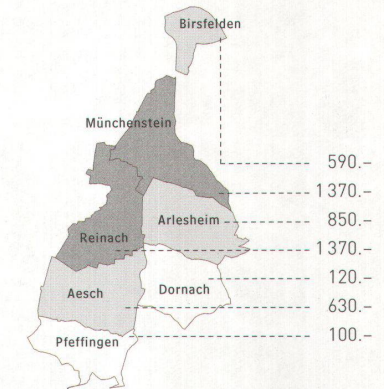 Birsfelden
Münchenstein
590.–
1370.–
Arlesheim
850.–
Reinach
1370.–
120.–
Aesch
Dornach
630.–
Pfeffingen
100.–